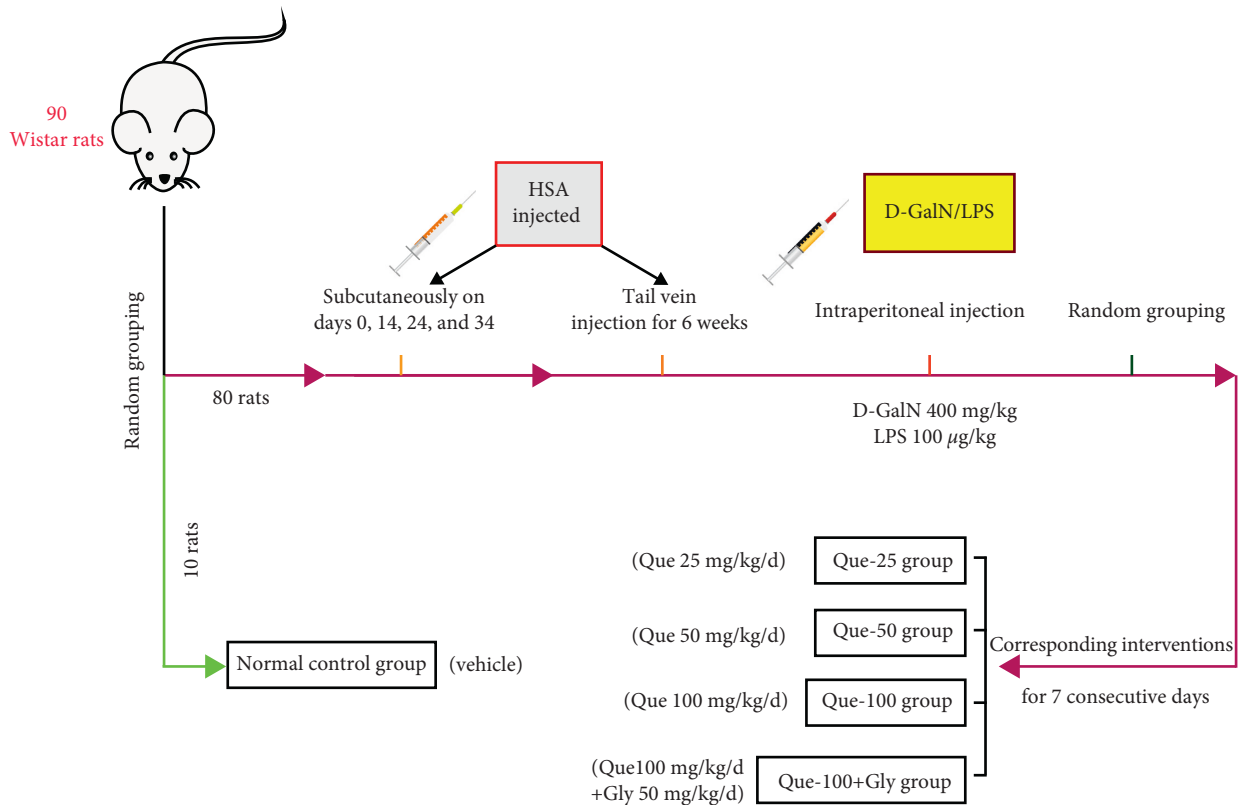 90
Wistar rats
HSA
injected
D-GalN/LPS
Subcutaneously on
days 0, 14, 24, and 34
Tail vein
injection for 6 weeks
Intraperitoneal injection
Random grouping
Random grouping
80 rats
D-GalN 400 mg/kg
LPS 100 μg/kg
10 rats
Normal control group
(vehicle)
(Que 25 mg/kg/d)
Que-25 group
(Que 50 mg/kg/d)
Que-50 group
(Que 100 mg/kg/d)
Que-100 group
(Que100 mg/kg/d
+Gly 50 mg/kg/d)
Que-100+Gly group
Corresponding interventions
for 7 consecutive days